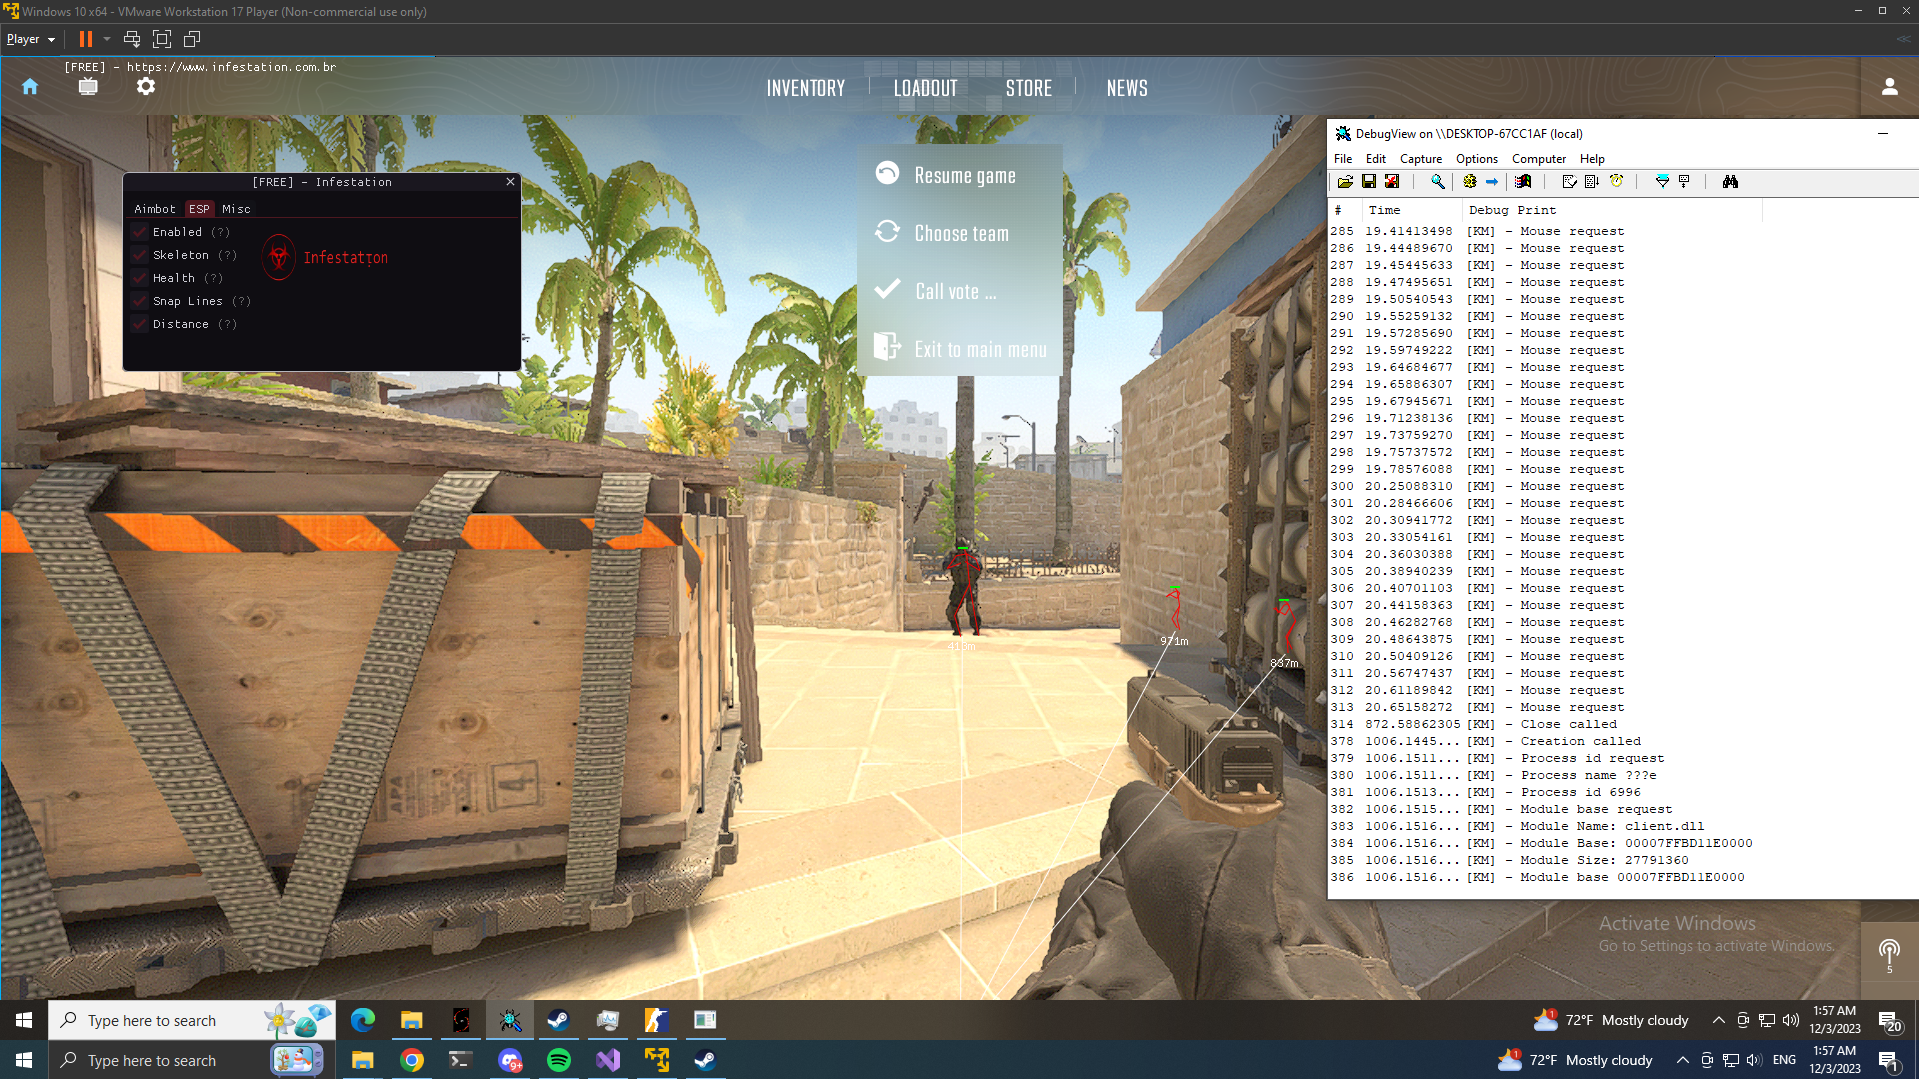 Windows 10 x64 - VMware Workstation 17 Player (Non-commercial use only)
Player
[FREE] - https://www.infestation.com.br
INVENTORY
LOADOUT
STORE
NEWS
Resume game
Choose team
Call vote ...
Exit to main menu
[FREE] - Infestation
Aimbot ESP Misc
Enabled (?)
Skeleton (?)
Health (?)
Snap Lines (?)
Distance (?)
Infestation
971m
837m
DebugView on \\DESKTOP-67CC1AF (local)
File Edit Capture Options Computer Help
# Time Debug Print
285 19.41413498 [KM] - Mouse request
286 19.44489670 [KM] - Mouse request
287 19.45445633 [KM] - Mouse request
288 19.47495651 [KM] - Mouse request
289 19.50540543 [KM] - Mouse request
290 19.55259132 [KM] - Mouse request
291 19.57285690 [KM] - Mouse request
292 19.59749222 [KM] - Mouse request
293 19.64684677 [KM] - Mouse request
294 19.65886307 [KM] - Mouse request
295 19.67945671 [KM] - Mouse request
296 19.71238136 [KM] - Mouse request
297 19.73759270 [KM] - Mouse request
298 19.75737572 [KM] - Mouse request
299 19.78576088 [KM] - Mouse request
300 20.25088310 [KM] - Mouse request
301 20.28466606 [KM] - Mouse request
302 20.30941772 [KM] - Mouse request
303 20.33054161 [KM] - Mouse request
304 20.36030388 [KM] - Mouse request
305 20.38940239 [KM] - Mouse request
306 20.40701103 [KM] - Mouse request
307 20.44158363 [KM] - Mouse request
308 20.46282768 [KM] - Mouse request
309 20.48643875 [KM] - Mouse request
310 20.50409126 [KM] - Mouse request
311 20.56747437 [KM] - Mouse request
312 20.61189842 [KM] - Mouse request
313 20.65158272 [KM] - Mouse request
314 872.58862305 [KM] - Close called
378 1006.1445... [KM] - Creation called
379 1006.1511... [KM] - Process id request
380 1006.1511... [KM] - Process name ???e
381 1006.1513... [KM] - Process id 6996
382 1006.1515... [KM] - Module base request
383 1006.1516... [KM] - Module Name: client.dll
384 1006.1516... [KM] - Module Base: 00007FFBD11E0000
385 1006.1516... [KM] - Module Size: 27791360
386 1006.1516... [KM] - Module base 00007FFBD11E0000
Activate Windows
Go to Settings to activate Windows.
5
Type here to search
72°F Mostly cloudy
1:57 AM
12/3/2023
20
Type here to search
9+
72°F Mostly cloudy
ENG
1:57 AM
12/3/2023
1